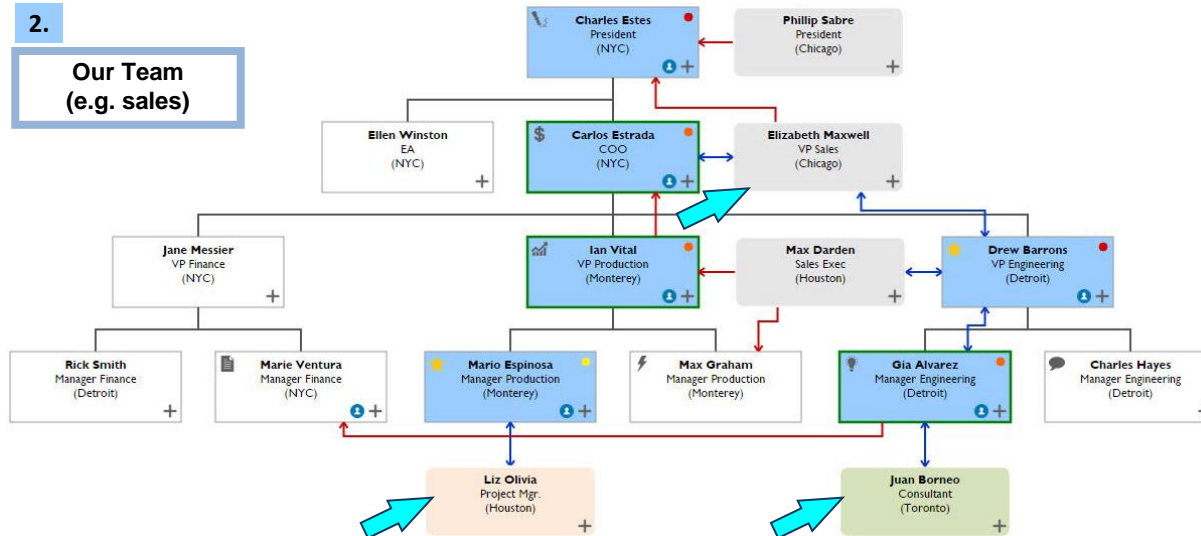 2.
Our Team
(e.g. sales)
Charles Estes
President
(NYC)
Phillip Sabre
President
(Chicago)
Ellen Winston
EA
(NYC)
$
Carlos Estrada
COO
(NYC)
Elizabeth Maxwell
VP Sales
(Chicago)
Jane Messier
VP Finance
(NYC)
Ian Vital
VP Production
(Monterey)
Max Darden
Sales Exec
(Houston)
Drew Barrons
VP Engineering
(Detroit)
Rick Smith
Manager Finance
(Detroit)
Marie Ventura
Manager Finance
(NYC)
Mario Espinosa
Manager Production
(Monterey)
Max Graham
Manager Production
(Monterey)
Gia Alvarez
Manager Engineering
(Detroit)
Charles Hayes
Manager Engineering
(Detroit)
Liz Olivia
Project Mgr.
(Houston)
Juan Borneo
Consultant
(Toronto)